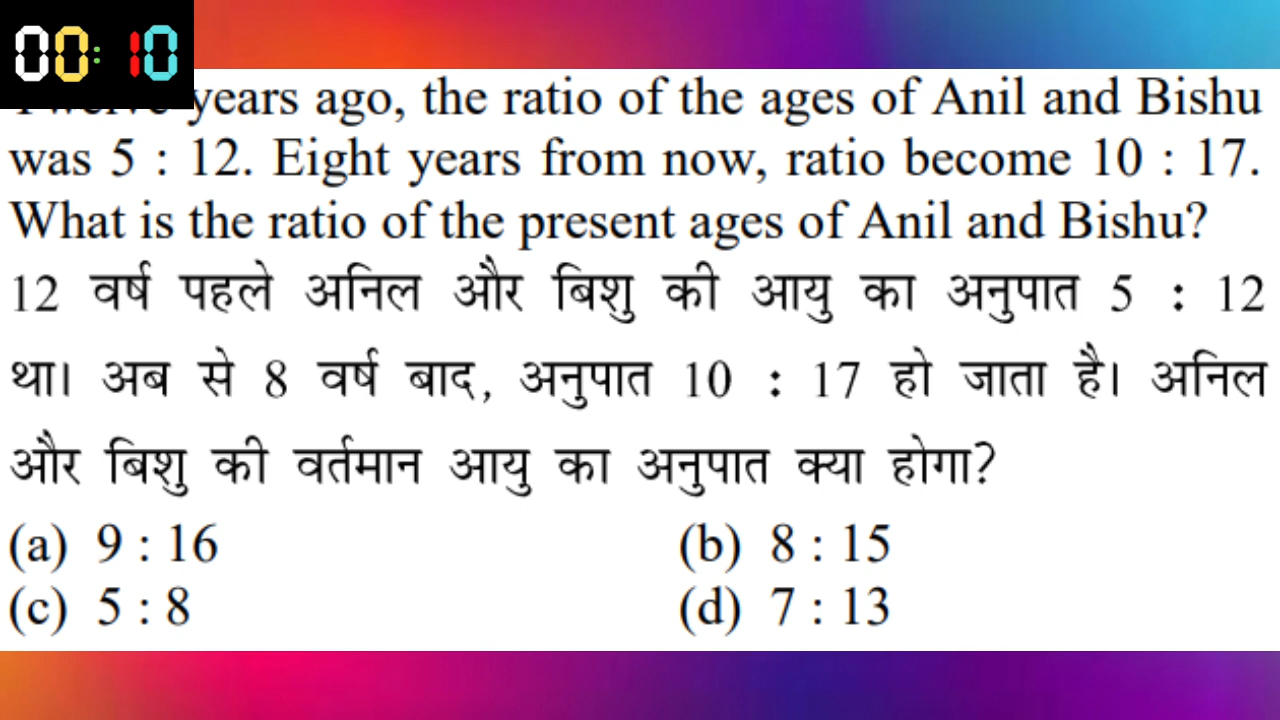 00:10
years ago, the ratio of the ages of Anil and Bishu
was 5 : 12. Eight years from now, ratio become 10 : 17.
What is the ratio of the present ages of Anil and Bishu?
12 वर्ष पहले अनिल और बिशु की आयु का अनुपात 5 : 12
था। अब से 8 वर्ष बाद, अनुपात 10 : 17 हो जाता है। अनिल
और बिशु की वर्तमान आयु का अनुपात क्या होगा?
(a) 9 : 16 (b) 8 : 15
(c) 5 : 8 (d) 7 : 13